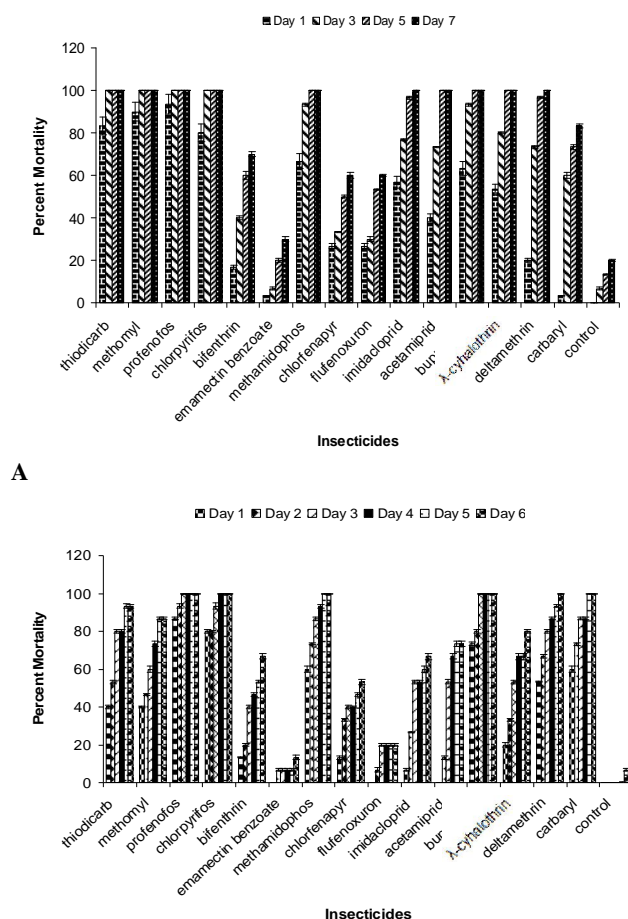 Day 1 Day 3 Day 5 Day 7
120
100
80
60
40
20
0
Percent Mortality
thiodicarb
methomyl
profenofos
chlorpyrifos
bifenthrin
emamectin benzoate
methamidophos
chlorfenapyr
flufenoxuron
imidacloprid
acetamiprid
λ-cyhalothrin
deltamethrin
carbaryl
control
Insecticides
A
Day 1 Day 2 Day 3 Day 4 Day 5 Day 6
120
100
80
60
40
20
0
Percent Mortality
thiodicarb
methomyl
profenofos
chlorpyrifos
bifenthrin
emamectin benzoate
methamidophos
chlorfenapyr
flufenoxuron
imidacloprid
acetamiprid
λ-cyhalothrin
deltamethrin
carbaryl
control
Insecticides